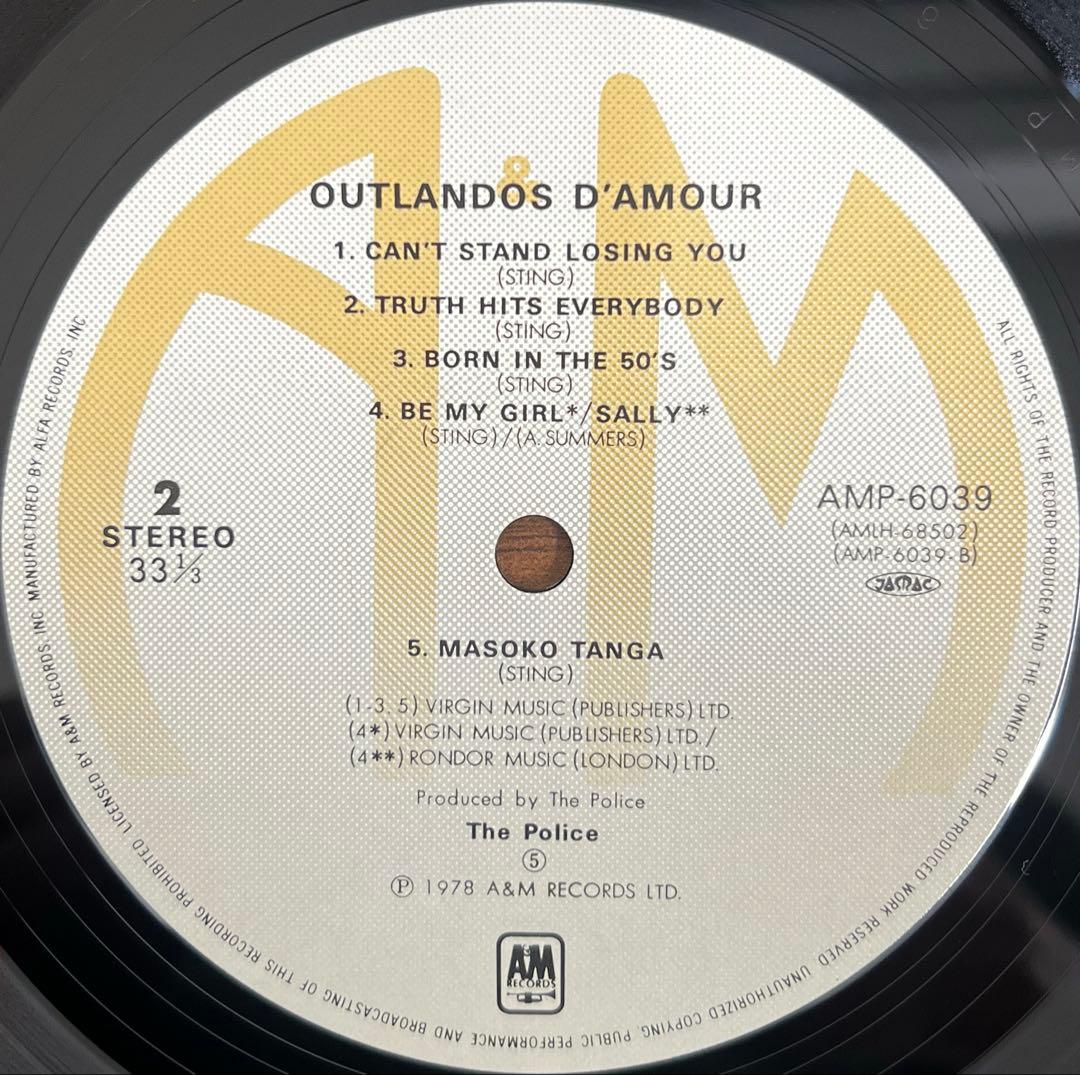 &
OUTLANDOS D'AMOUR
1. CAN'T STAND LOSING YOU
(STING)
2. TRUTH HITS EVERYBODY
(STING)
3. BORN IN THE 50'S
(STING)
4. BE MY GIRL*/SALLY**
(STING)/(A. SUMMERS)
2
STEREO
33 1/3
AMP-6039
(AMLH-68502)
(AMP-6039-B)
JASRAC
5. MASOKO TANGA
(STING)
(1-3. 5) VIRGIN MUSIC (PUBLISHERS) LTD.
(4*) VIRGIN MUSIC (PUBLISHERS) LTD. /
(4**) RONDOR MUSIC (LONDON) LTD.
Produced by The Police
The Police
⑤
℗ 1978 A&M RECORDS LTD.
A&M
RECORDS
ALL RIGHTS OF THE RECORD PRODUCER AND THE OWNER OF THE REPRODUCED WORK RESERVED. UNAUTHORIZED COPYING. PUBLIC PERFORMANCE AND BROADCASTING OF THIS RECORDING PROHIBITED LICENSED BY A&M RECORDS INC MANUFACTURED BY ALFA RECORDS, INC